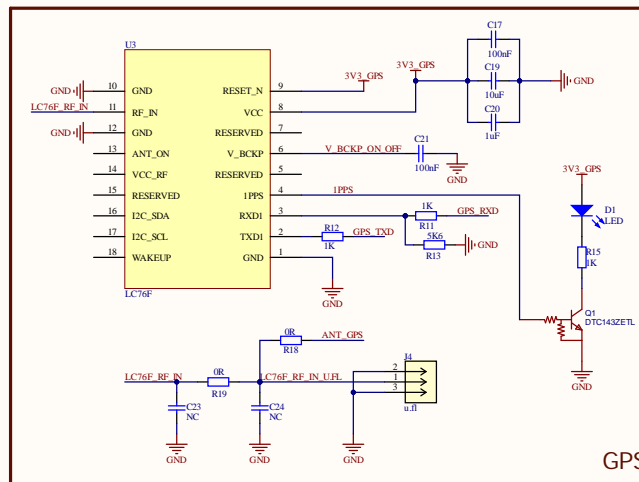 U3
GND 10 GND RESET_N 9 3V3_GPS
LC76F_RF_IN 11 RF_IN VCC 8 3V3_GPS
GND 12 GND RESERVED 7
13 ANT_ON V_BCKP 6 V_BCKP_ON_OFF
14 VCC_RF RESERVED 5
15 RESERVED 1PPS 4 1PPS
16 I2C_SDA RXD1 3 1K R11 GPS_RXD
17 I2C_SCL TXD1 2 R12 1K GPS_TXD
18 WAKEUP GND 1
LC76F
GND
C17
100nF
C19
10uF
C20
1uF
GND
C21
100nF
GND
5K6
R13
GND
3V3_GPS
D1
LED
R15
1K
Q1
DTC143ZETL
GND
0R
R18
ANT_GPS
LC76F_RF_IN
0R
R19
LC76F_RF_IN_U.FL
C23
NC
GND
C24
NC
GND
J4
2
1
3
u.fl
GND
GPS